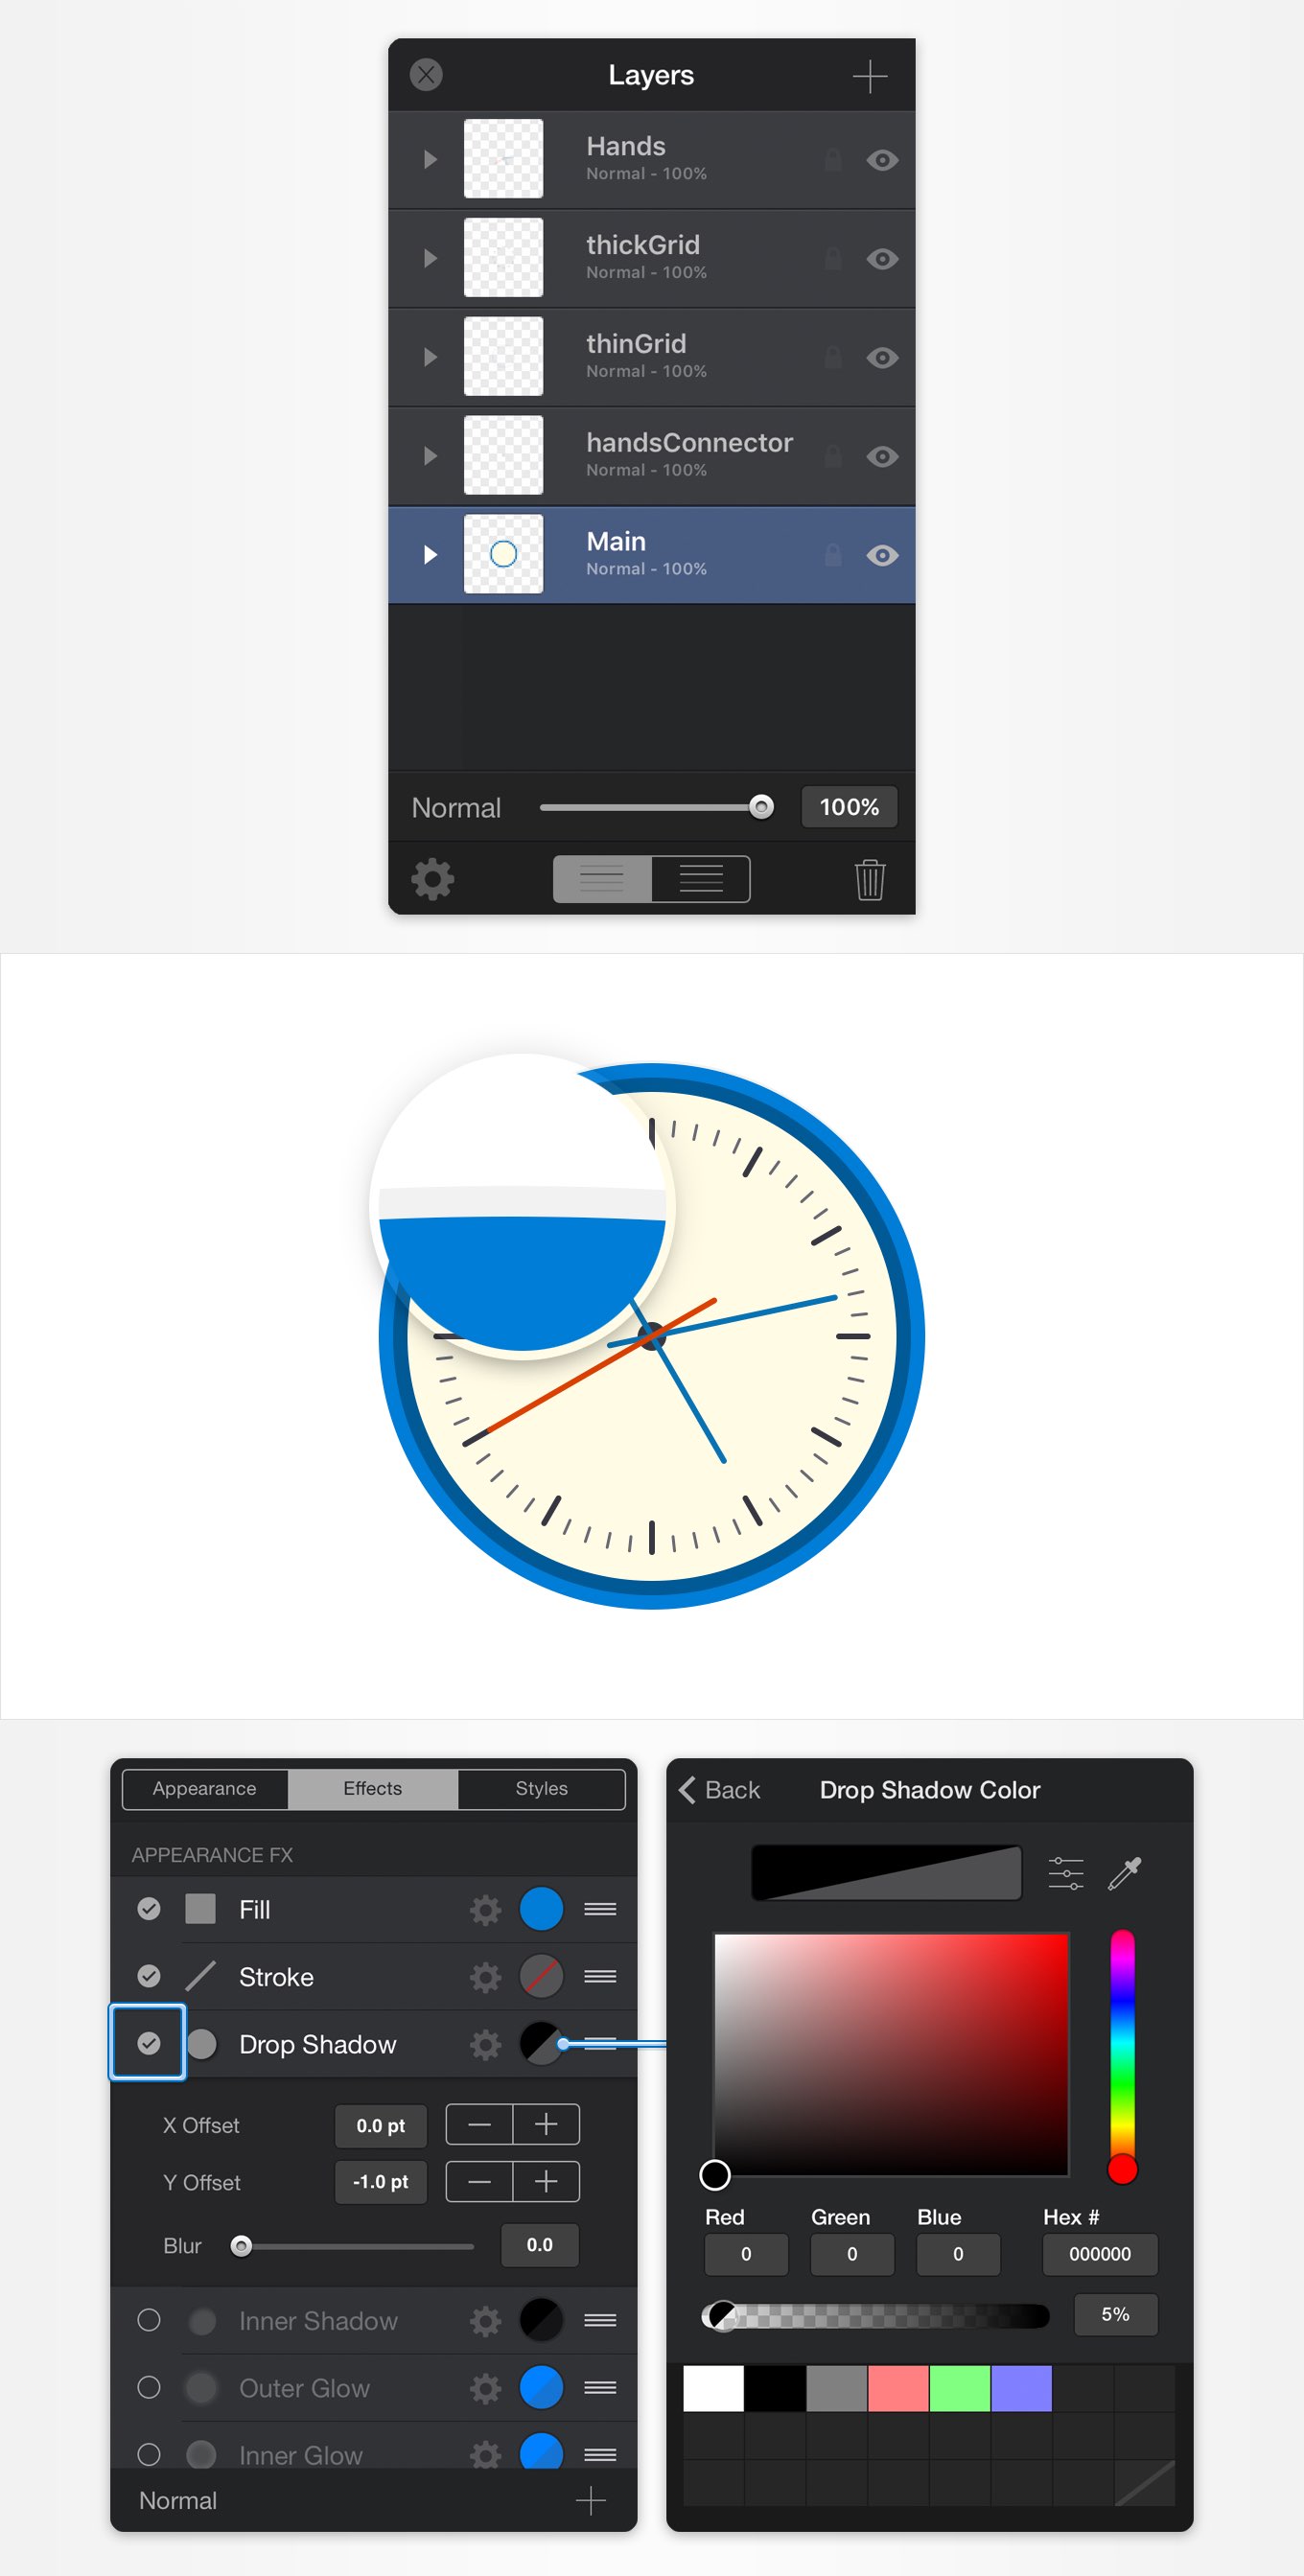 Layers
Hands
Normal - 100%
thickGrid
Normal - 100%
thinGrid
Normal - 100%
handsConnector
Normal - 100%
Main
Normal - 100%
Normal 100%
Appearance Effects Styles
APPEARANCE FX
Fill
Stroke
Drop Shadow
X Offset 0.0 pt
Y Offset -1.0 pt
Blur 0.0
Inner Shadow
Outer Glow
Inner Glow
Normal
Back Drop Shadow Color
Red Green Blue Hex #
0 0 0 000000
5%